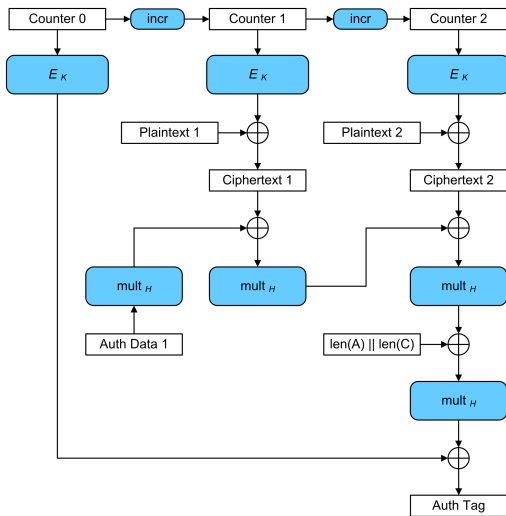 Counter 0
incr
Counter 1
incr
Counter 2
E K
E K
E K
Plaintext 1
Plaintext 2
Ciphertext 1
Ciphertext 2
mult H
mult H
mult H
Auth Data 1
len(A) || len(C)
mult H
Auth Tag